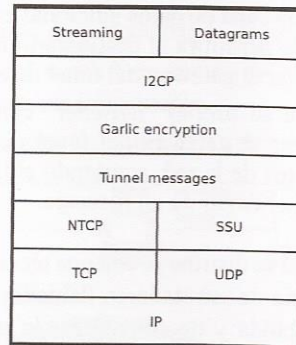 Streaming Datagrams
I2CP
Garlic encryption
Tunnel messages
NTCP SSU
TCP UDP
IP